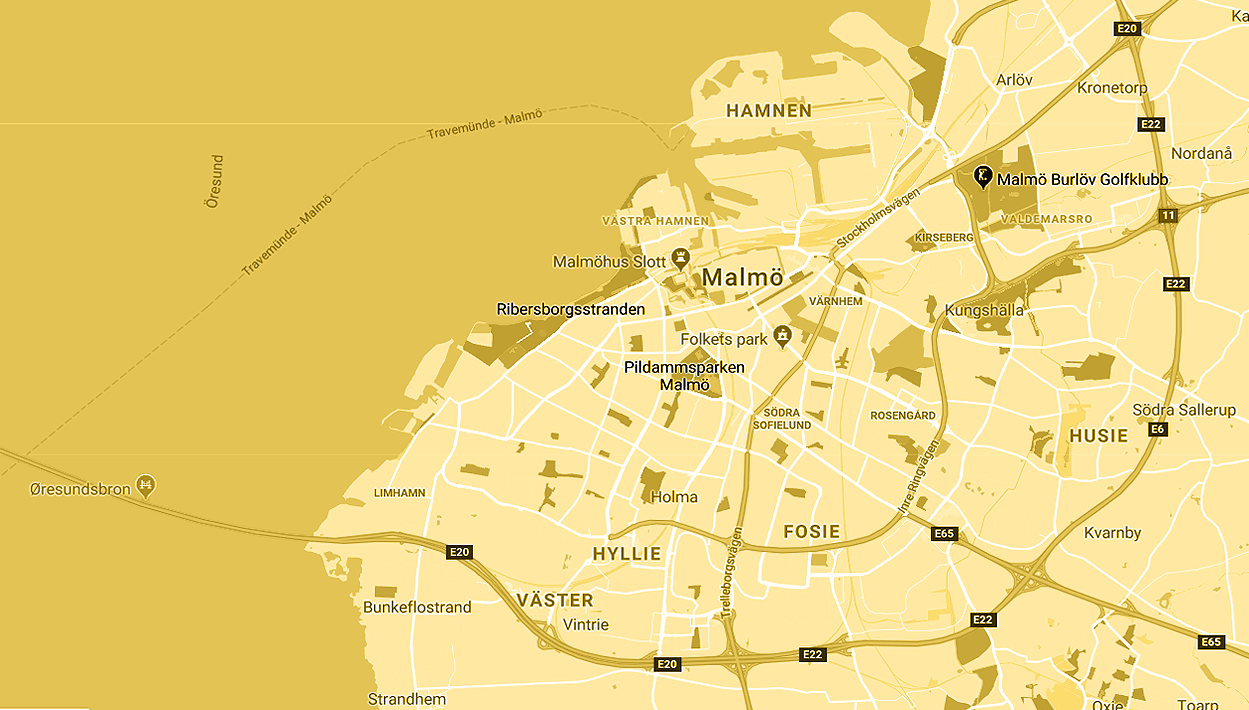 Ka
E20
Arlöv
Kronetorp
HAMNEN
Travemünde - Malmö
E22
Nordanå
Öresund
Malmö Burlöv Golfklubb
Travemünde - Malmö
Stockholmsvägen
11
VÄSTRA HAMNEN
VALDEMARSRO
KIRSEBERG
Malmöhus Slott
Malmö
E22
VÄRNHEM
Ribersborgsstranden
Kungshälla
Folkets park
Pildammsparken
Malmö
SÖDRA
SOFIELUND
ROSENGÅRD
Södra Sallerup
HUSIE
E6
Inre Ringvägen
Øresundsbron
LIMHAMN
Holma
FOSIE
E65
Kvarnby
E20
HYLLIE
Trelleborgsvägen
VÄSTER
Bunkeflostrand
Vintrie
E22
E65
E20
E22
Strandhem
Oxie
Toarp